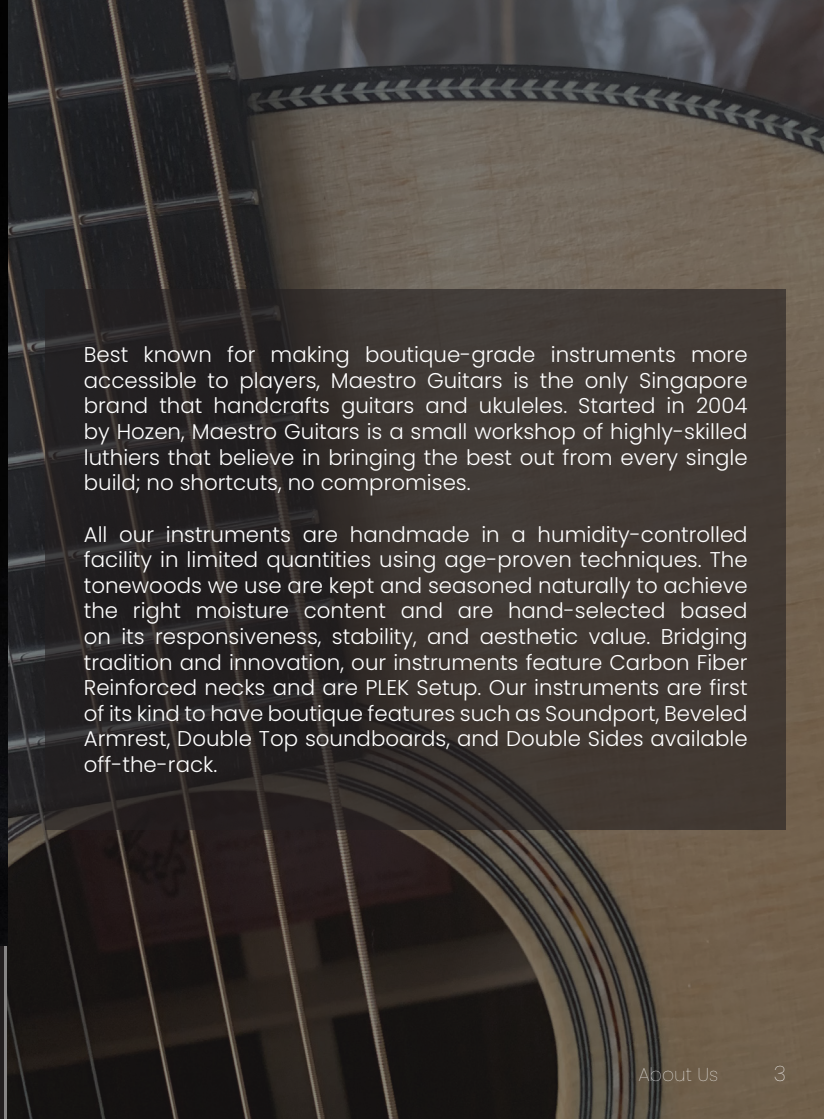 Best known for making boutique-grade instruments more
accessible to players, Maestro Guitars is the only Singapore
brand that handcrafts guitars and ukuleles. Started in 2004
by Hozen, Maestro Guitars is a small workshop of highly-skilled
luthiers that believe in bringing the best out from every single
build; no shortcuts, no compromises.
All our instruments are handmade in a humidity-controlled
facility in limited quantities using age-proven techniques. The
tonewoods we use are kept and seasoned naturally to achieve
the right moisture content and are hand-selected based
on its responsiveness, stability, and aesthetic value. Bridging
tradition and innovation, our instruments feature Carbon Fiber
Reinforced necks and are PLEK Setup. Our instruments are first
of its kind to have boutique features such as Soundport, Beveled
Armrest, Double Top soundboards, and Double Sides available
off-the-rack.
About Us 3